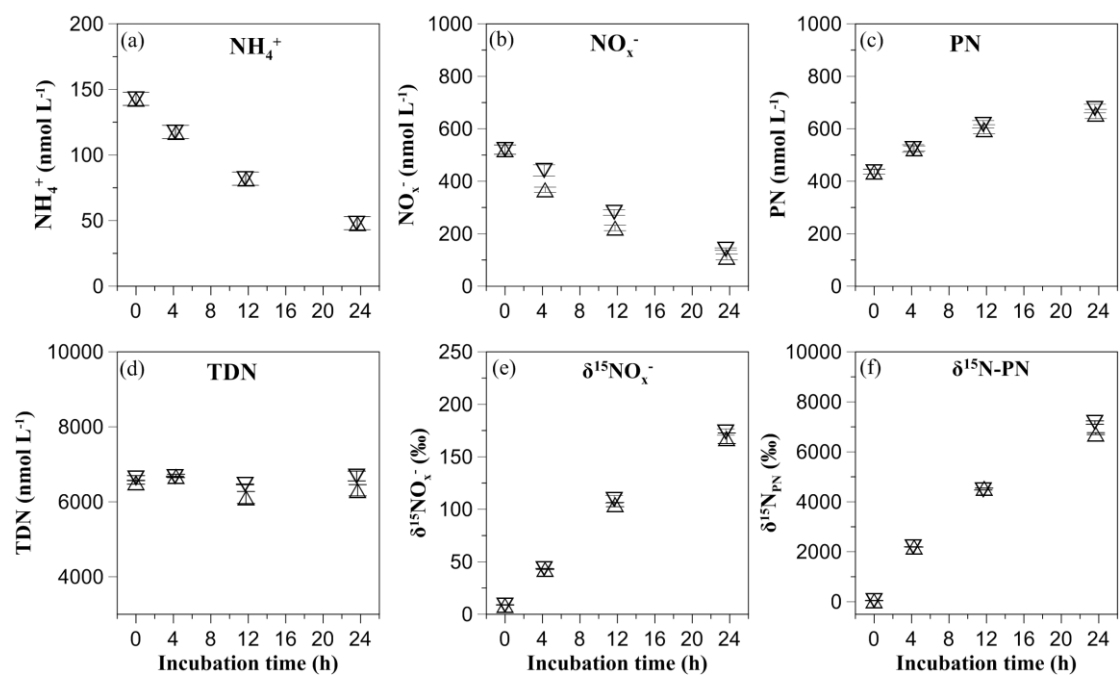 (a) NH₄⁺
NH₄⁺ (nmol L⁻¹)
200
150
100
50
0
0 4 8 12 16 20 24
(b) NOₓ⁻
NOₓ⁻ (nmol L⁻¹)
1000
800
600
400
200
0
0 4 8 12 16 20 24
(c) PN
PN (nmol L⁻¹)
1000
800
600
400
200
0
0 4 8 12 16 20 24
(d) TDN
TDN (nmol L⁻¹)
10000
8000
6000
4000
0 4 8 12 16 20 24
Incubation time (h)
(e) δ¹⁵NOₓ⁻
δ¹⁵NOₓ⁻ (‰)
250
200
150
100
50
0
0 4 8 12 16 20 24
Incubation time (h)
(f) δ¹⁵N-PN
δ¹⁵N_PN (‰)
10000
8000
6000
4000
2000
0
0 4 8 12 16 20 24
Incubation time (h)